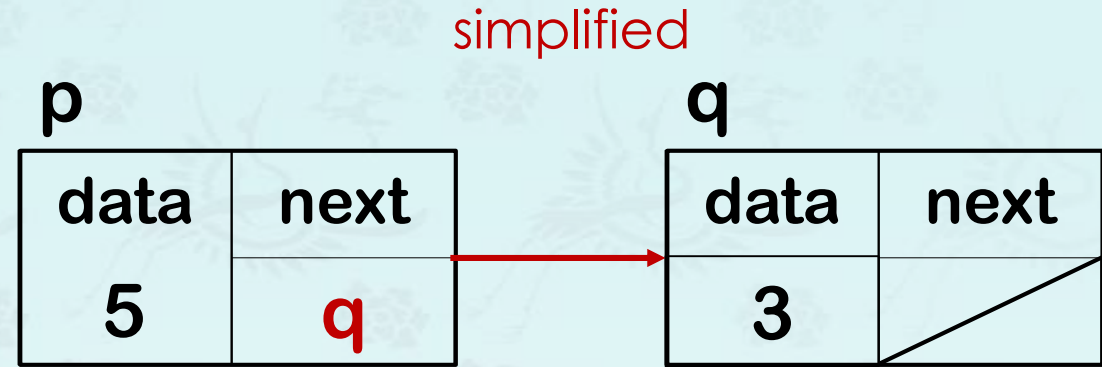 simplified
p q
data next data next
5 q 3